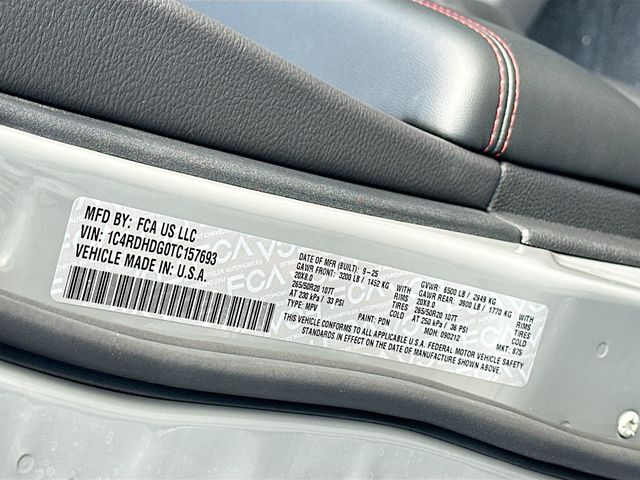 MFD BY: FCA US LLC
VIN: 1C4RDHDG0TC157693
VEHICLE MADE IN U.S.A.
DATE OF MFR (BUILT): 9-25
GAWR FRONT: 3200 LB / 1452 KG WITH
20X8.0 RIMS
265/50R20 107T TIRES
AT 230 kPa / 33 PSI COLD
TYPE: MPV PAINT: PDN
GVWR: 6500 LB / 2949 KG
GAWR REAR: 3900 LB / 1770 KG WITH
20X8.0 RIMS
265/50R20 107T TIRES
AT 250 kPa / 36 PSI COLD
MDH: 090212 MKT: 875
THIS VEHICLE CONFORMS TO ALL APPLICABLE U.S.A. FEDERAL MOTOR VEHICLE SAFETY
STANDARDS IN EFFECT ON THE DATE OF MANUFACTURE SHOWN ABOVE.